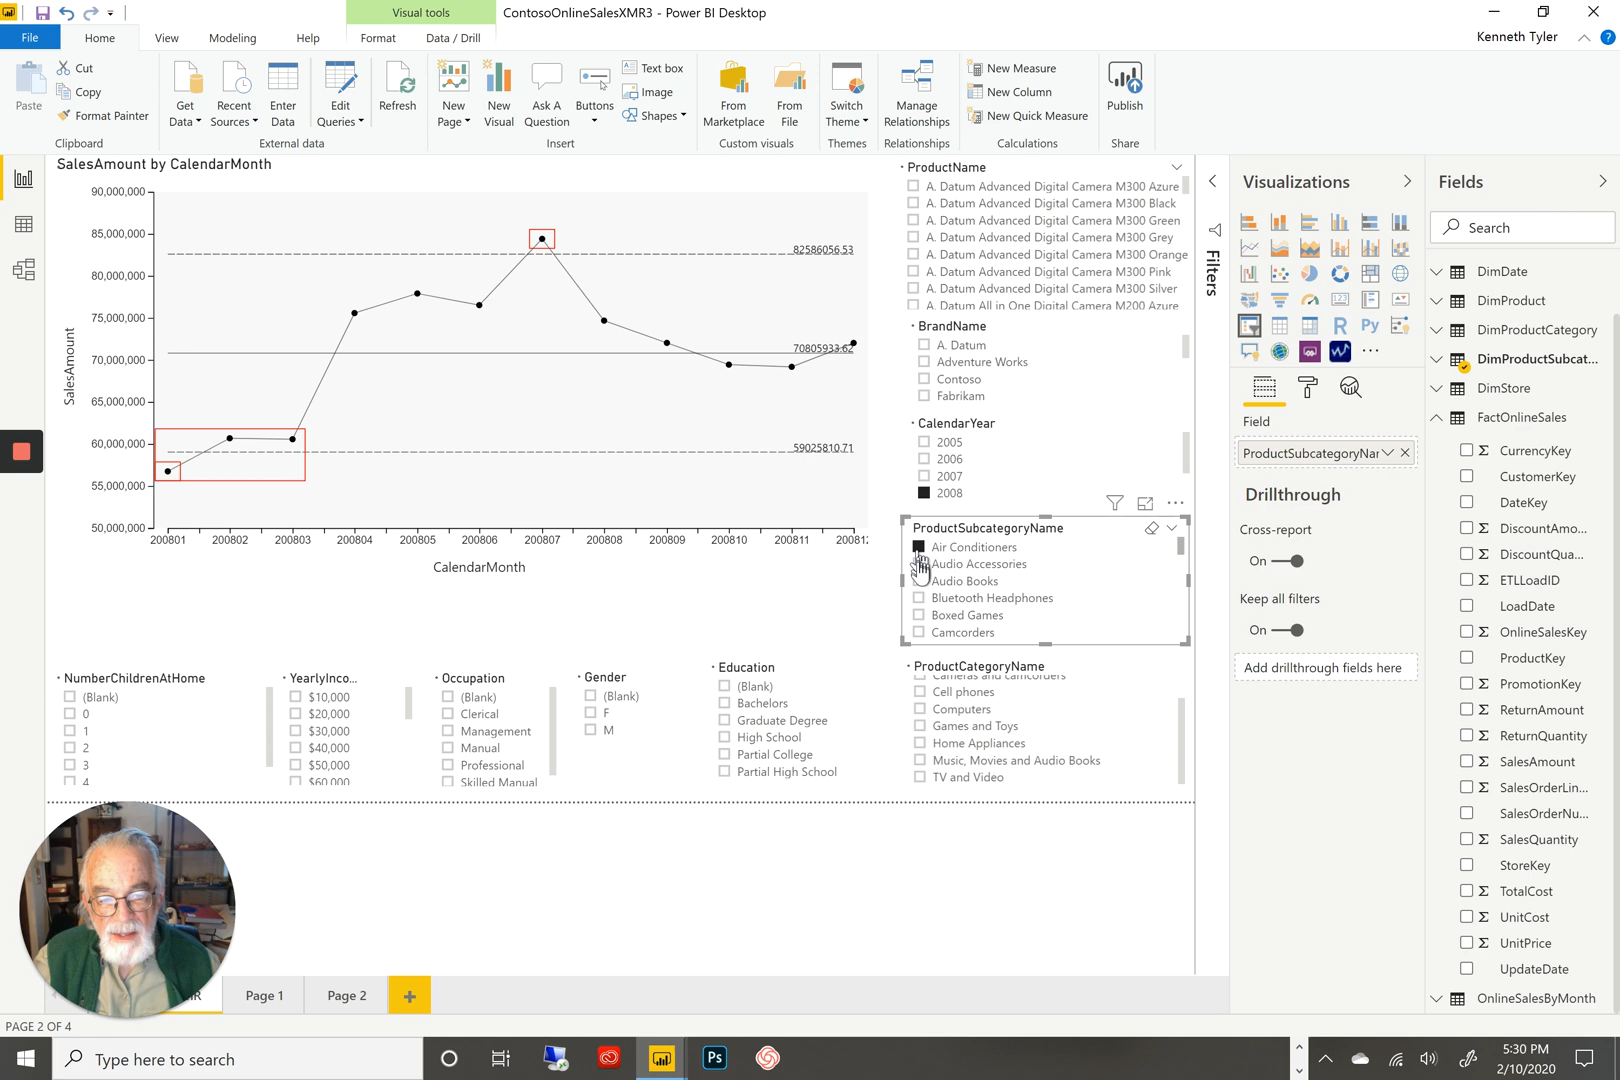 Visual tools
ContosoOnlineSalesXMR3 - Power BI Desktop
File
Home
View
Modeling
Help
Format
Data / Drill
Kenneth Tyler
?
Paste
Cut
Copy
Format Painter
Clipboard
Get
Data
Recent
Sources
Enter
Data
Edit
Queries
Refresh
External data
New
Page
New
Visual
Ask A
Question
Buttons
Text box
Image
Shapes
Insert
From
Marketplace
From
File
Custom visuals
Switch
Theme
Themes
Manage
Relationships
Relationships
New Measure
New Column
New Quick Measure
Calculations
Publish
Share
SalesAmount by CalendarMonth
90,000,000
85,000,000
80,000,000
75,000,000
70,000,000
65,000,000
60,000,000
55,000,000
50,000,000
SalesAmount
82586056.53
70805933.62
59025810.71
200801
200802
200803
200804
200805
200806
200807
200808
200809
200810
200811
20081
CalendarMonth
ProductName
A. Datum Advanced Digital Camera M300 Azure
A. Datum Advanced Digital Camera M300 Black
A. Datum Advanced Digital Camera M300 Green
A. Datum Advanced Digital Camera M300 Grey
A. Datum Advanced Digital Camera M300 Orange
A. Datum Advanced Digital Camera M300 Pink
A. Datum Advanced Digital Camera M300 Silver
A. Datum All in One Digital Camera M200 Azure
BrandName
A. Datum
Adventure Works
Contoso
Fabrikam
CalendarYear
2005
2006
2007
2008
ProductSubcategoryName
Air Conditioners
Audio Accessories
Audio Books
Bluetooth Headphones
Boxed Games
Camcorders
ProductCategoryName
Cameras and camcorders
Cell phones
Computers
Games and Toys
Home Appliances
Music, Movies and Audio Books
TV and Video
NumberChildrenAtHome
(Blank)
0
1
2
3
4
YearlyInco...
$10,000
$20,000
$30,000
$40,000
$50,000
$60,000
Occupation
(Blank)
Clerical
Management
Manual
Professional
Skilled Manual
Gender
(Blank)
F
M
Education
(Blank)
Bachelors
Graduate Degree
High School
Partial College
Partial High School
Filters
Visualizations
R
Py
123
Field
ProductSubcategoryNar
Drillthrough
Cross-report
On
Keep all filters
On
Add drillthrough fields here
Fields
Search
DimDate
DimProduct
DimProductCategory
DimProductSubcat...
DimStore
FactOnlineSales
CurrencyKey
CustomerKey
DateKey
DiscountAmo...
DiscountQua...
ETLLoadID
LoadDate
OnlineSalesKey
ProductKey
PromotionKey
ReturnAmount
ReturnQuantity
SalesAmount
SalesOrderLin...
SalesOrderNu...
SalesQuantity
StoreKey
TotalCost
UnitCost
UnitPrice
UpdateDate
OnlineSalesByMonth
Page 1
Page 2
PAGE 2 OF 4
Type here to search
Ps
5:30 PM
2/10/2020